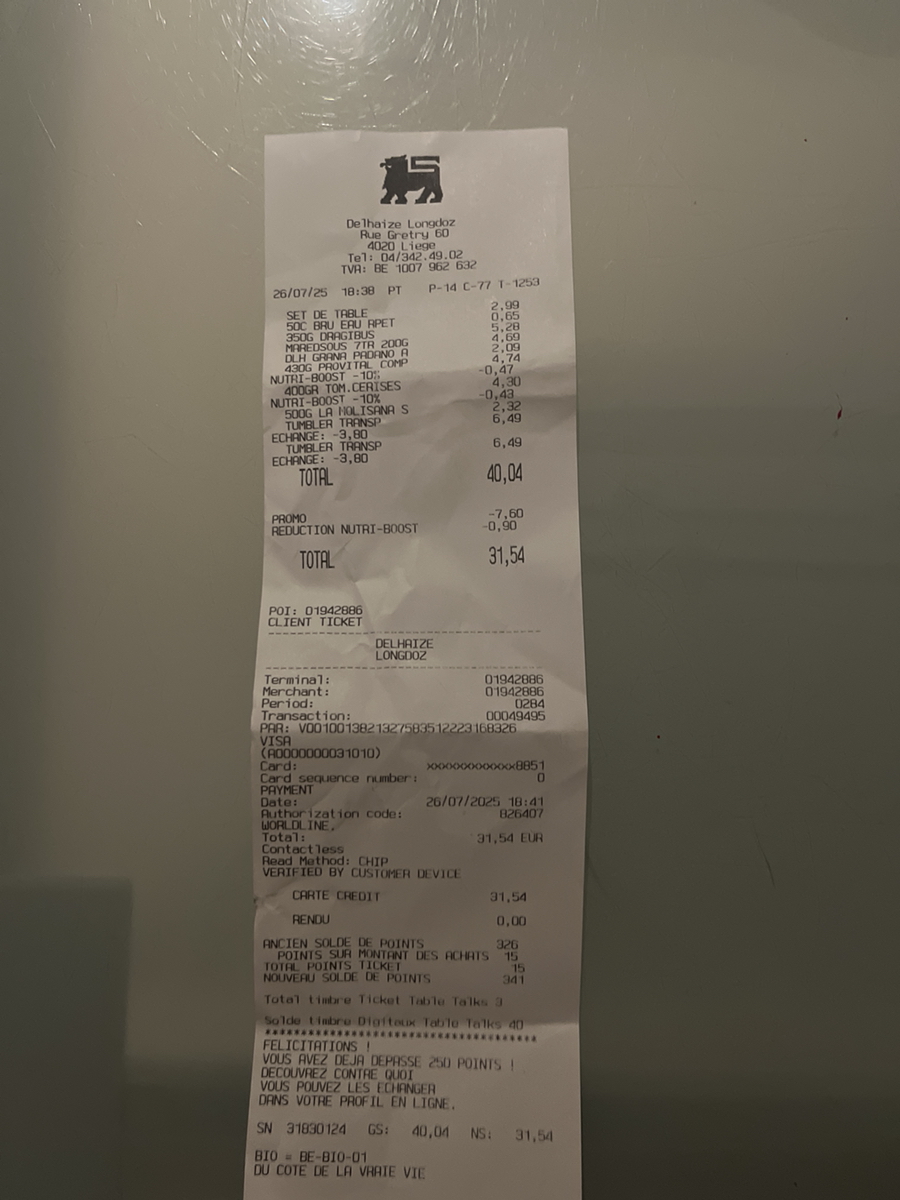 Delhaize Longdoz
Rue Gretry 60
4020 Liege
Tel: 04/342.49.02
TVA: BE 1007 962 632
26/07/25 18:38 PT P-14 C-77 T-1253
SET DE TABLE 2,99
50C BRU EAU RPET 0,65
350G DRAGIBUS 5,28
MAREDSOUS 7TR 200G 4,69
DLH GRANA PADANO A 2,09
430G PROVITAL COMP 4,74
NUTRI-BOOST -10% -0,47
400GR TOM.CERISES 4,30
NUTRI-BOOST -10% -0,43
500G LA MOLISANA S 2,32
TUMBLER TRANSP 6,49
ECHANGE: -3,80
TUMBLER TRANSP 6,49
ECHANGE: -3,80
TOTAL 40,04
PROMO -7,60
REDUCTION NUTRI-BOOST -0,90
TOTAL 31,54
POI: 01942886
CLIENT TICKET
DELHAIZE
LONGDOZ
Terminal: 01942886
Merchant: 01942886
Period: 0284
Transaction: 00049495
PAR: V0010013821327583512223168326
VISA
(A0000000031010)
Card: xxxxxxxxxxxx8851
Card sequence number: 0
PAYMENT
Date: 26/07/2025 18:41
Authorization code: 826407
WORLDLINE.
Total: 31,54 EUR
Contactless
Read Method: CHIP
VERIFIED BY CUSTOMER DEVICE
CARTE CREDIT 31,54
RENDU 0,00
ANCIEN SOLDE DE POINTS 326
POINTS SUR MONTANT DES ACHATS 15
TOTAL POINTS TICKET 15
NOUVEAU SOLDE DE POINTS 341
Total timbre Ticket Table Talks 3
Solde timbre Digitaux Table Talks 40
****************************************
FELICITATIONS !
VOUS AVEZ DEJA DEPASSE 250 POINTS !
DECOUVREZ CONTRE QUOI
VOUS POUVEZ LES ECHANGER
DANS VOTRE PROFIL EN LIGNE.
SN 31830124 GS: 40,04 NS: 31,54
BIO = BE-BIO-01
DU COTE DE LA VRAIE VIE